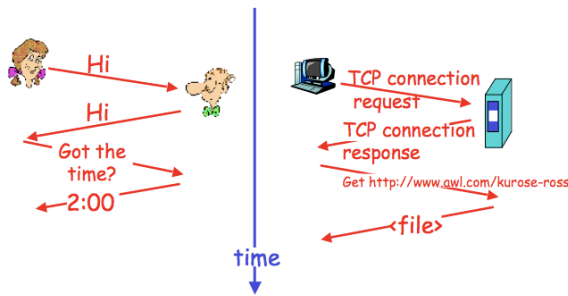 Hi
Hi
Got the
time?
2:00
TCP connection
request
TCP connection
response
Get http://www.awl.com/kurose-ross
<file>
time